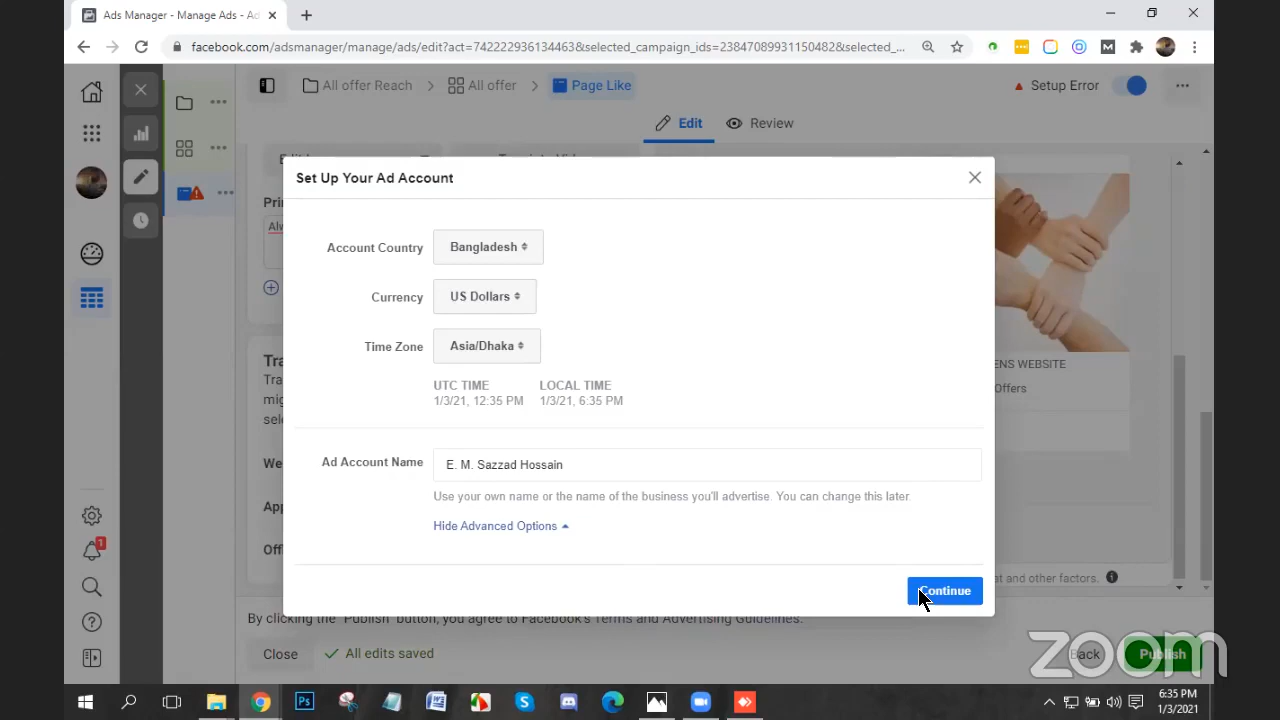 Ads Manager - Manage Ads - Ad
facebook.com/adsmanager/manage/ads/edit?act=742222936134463&selected_campaign_ids=23847089931150482&selected_...
All offer Reach
All offer
Page Like
Setup Error
Edit
Review
Set Up Your Ad Account
Account Country
Bangladesh
Currency
US Dollars
Time Zone
Asia/Dhaka
UTC TIME
LOCAL TIME
1/3/21, 12:35 PM
1/3/21, 6:35 PM
Ad Account Name
E. M. Sazzad Hossain
Use your own name or the name of the business you'll advertise. You can change this later.
Hide Advanced Options
Continue
ENS WEBSITE
Offers
at and other factors.
By clicking the "Publish" button, you agree to Facebook's Terms and Advertising Guidelines.
Close
All edits saved
Back
Publish
zoom
1
6:35 PM
1/3/2021